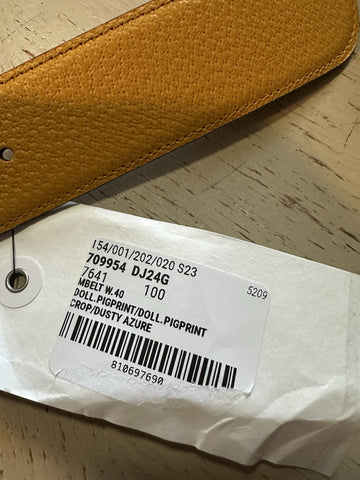 154/001/202/020 S23
709954 DJ24G
7641 100 5209
MBELT W.40
DOLL.PIGPRINT/DOLL.PIGPRINT
CROP/DUSTY AZURE
810697690